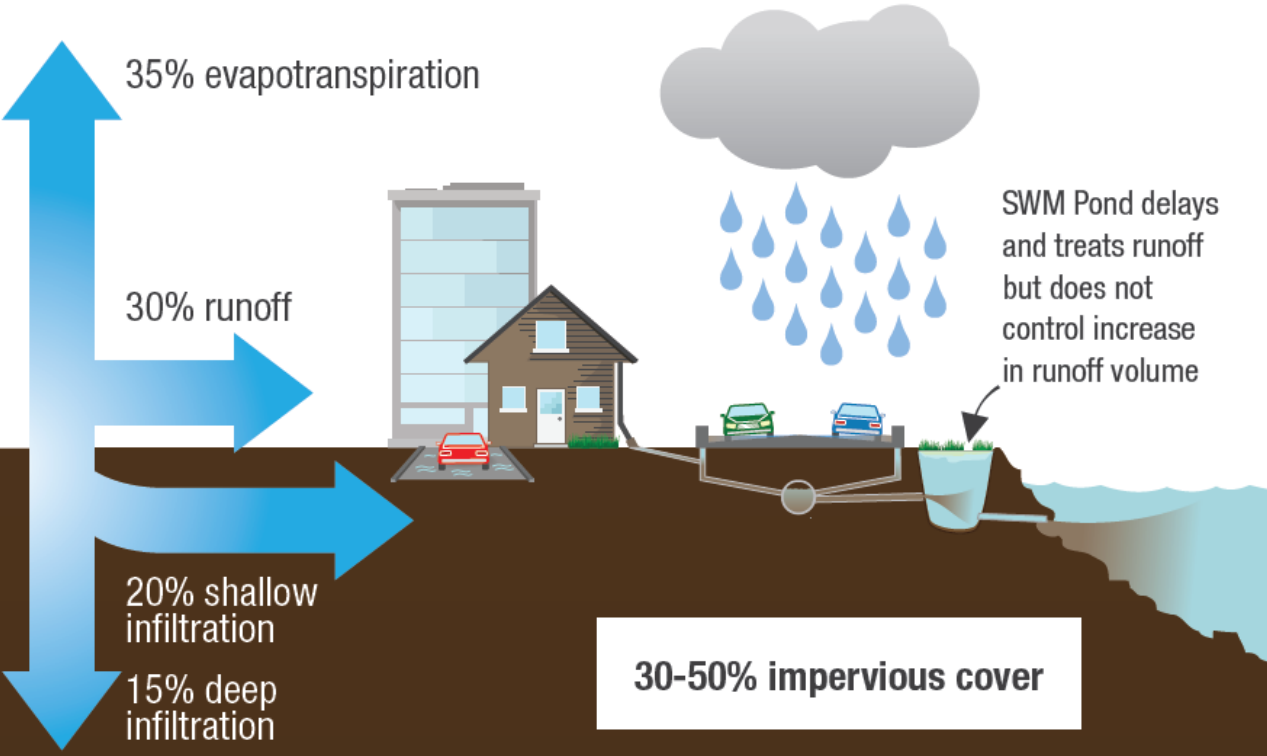 35% evapotranspiration
30% runoff
SWM Pond delays
and treats runoff
but does not
control increase
in runoff volume
20% shallow
infiltration
15% deep
infiltration
30-50% impervious cover